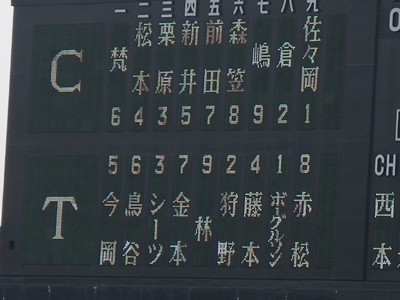 一 二 三 四 五 六 七 八 九
C
梵 松本 栗原 新井 前田 森笠 嶋 倉 佐々岡
6 4 3 5 7 8 9 2 1
T
5 6 3 7 9 2 4 1 8
今岡 鳥谷 シーツ 金本 林 狩野 藤本 ボーグルソン 赤松
CH
西本